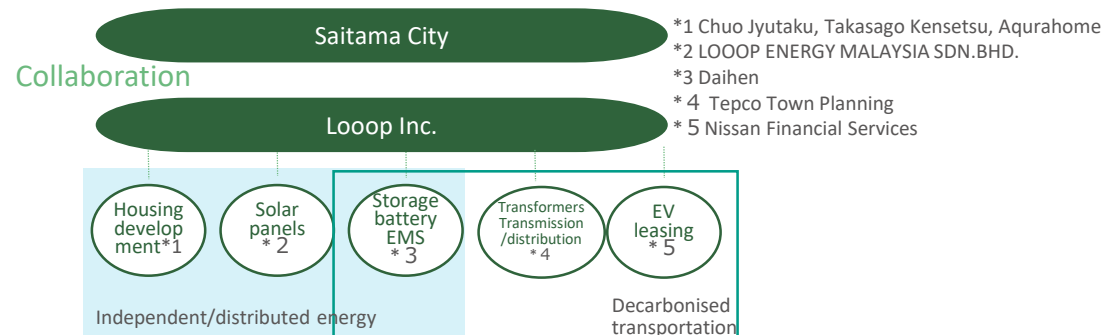 Saitama City
*1 Chuo Jyutaku, Takasago Kensetsu, Aqurahome
*2 LOOOP ENERGY MALAYSIA SDN.BHD.
*3 Daihen
*4 Tepco Town Planning
*5 Nissan Financial Services
Collaboration
Looop Inc.
Housing
develop
ment*1
Solar
panels
*2
Storage
battery
EMS
*3
Transformers
Transmission
/distribution
*4
EV
leasing
*5
Independent/distributed energy
Decarbonised
transportation